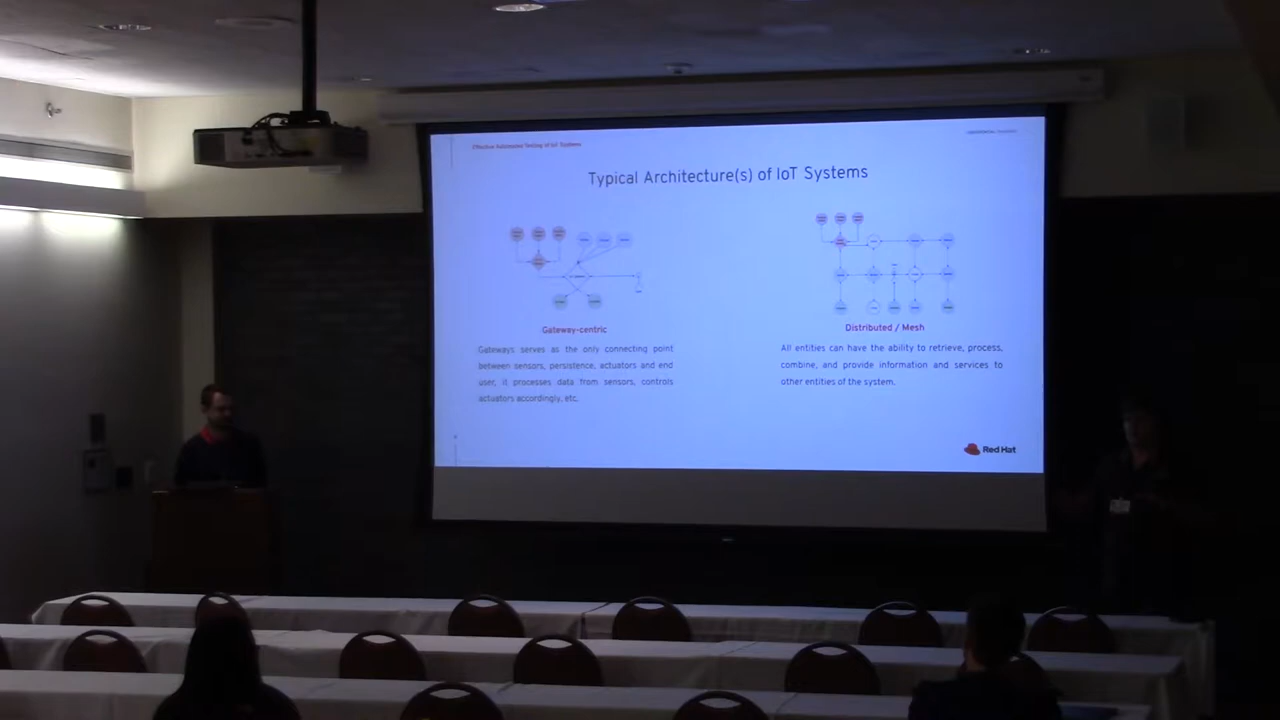 Effective Automated Testing of IoT Systems
Typical Architecture(s) of IoT Systems
Gateway-centric
Gateways serves as the only connecting point
between sensors, persistence, actuators and end
user, it processes data from sensors, controls
actuators accordingly, etc.
Distributed / Mesh
All entities can have the ability to retrieve, process,
combine, and provide information and services to
other entities of the system.
Red Hat